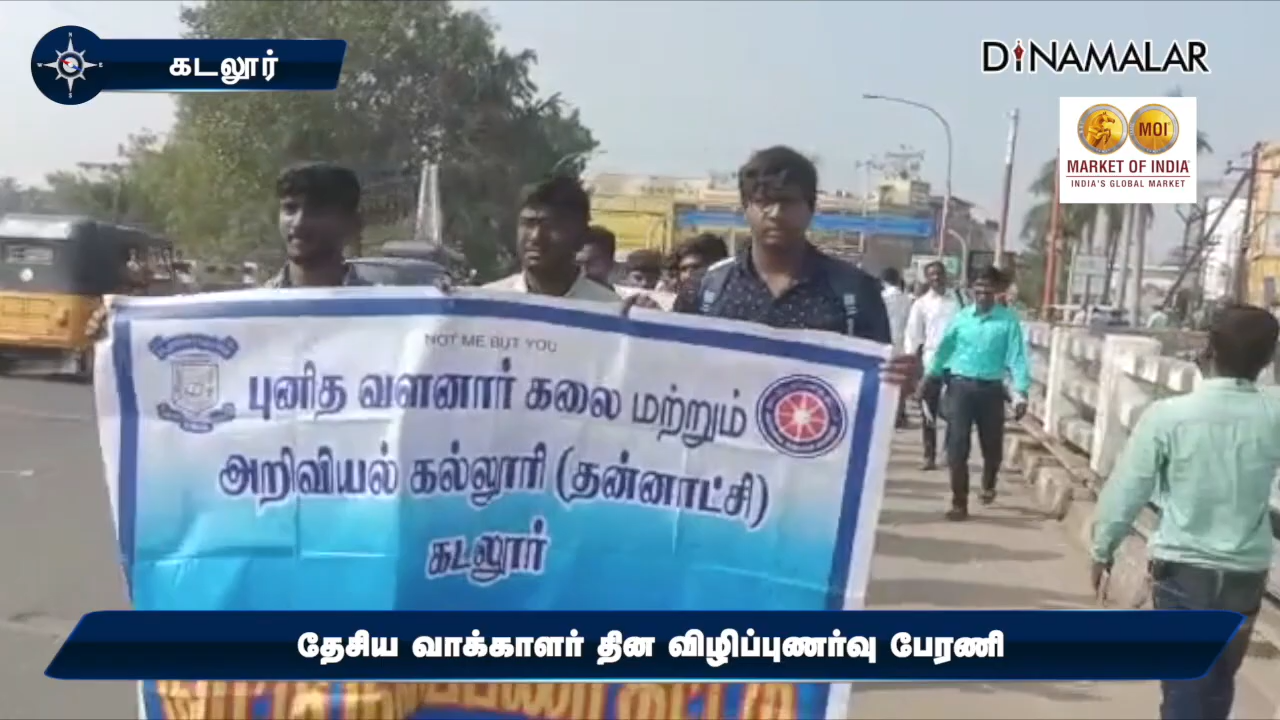 கடலூர்
DINAMALAR
MOI
MARKET OF INDIA
INDIA'S GLOBAL MARKET
NOT ME BUT YOU
புனித வளனார் கலை மற்றும்
அறிவியல் கல்லூரி (தன்னாட்சி)
கடலூர்
தேசிய வாக்காளர் தின விழிப்புணர்வு பேரணி